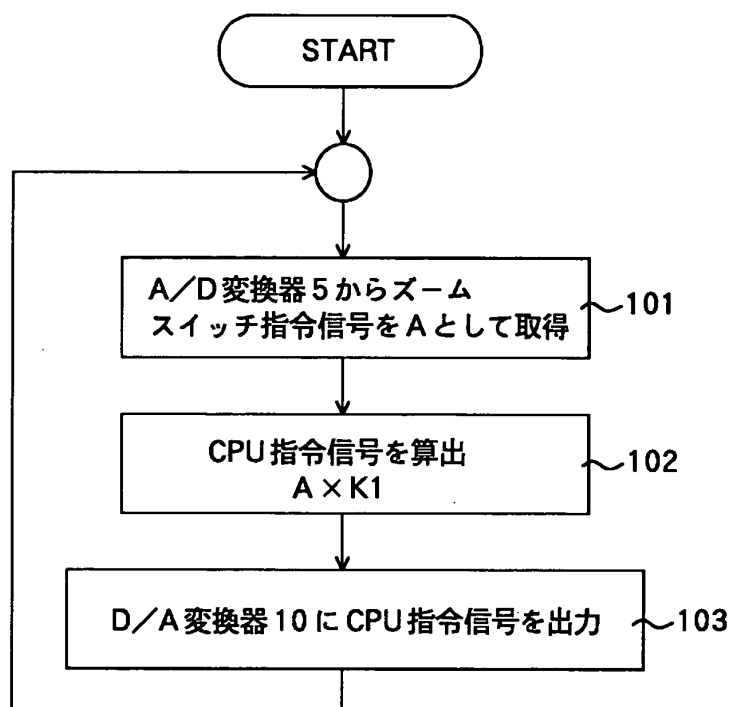 START
A／D変換器5からズーム
スイッチ指令信号をAとして取得
101
CPU指令信号を算出
A×K1
102
D／A変換器10にCPU指令信号を出力
103